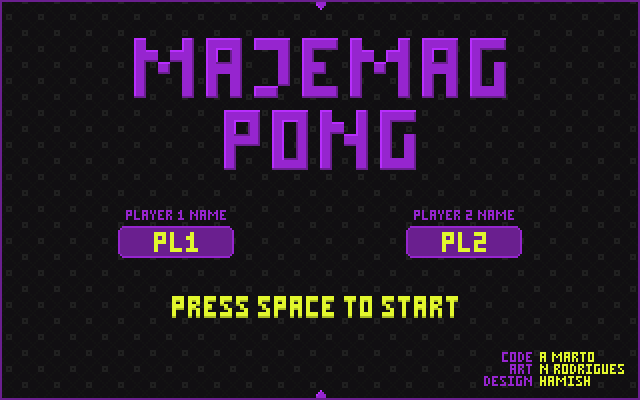 MAJEMAG
PONG
PLAYER 1 NAME
PLAYER 2 NAME
PL1
PL2
PRESS SPACE TO START
CODE A MARTO
ART N RODRIGUES
DESIGN HAMISH